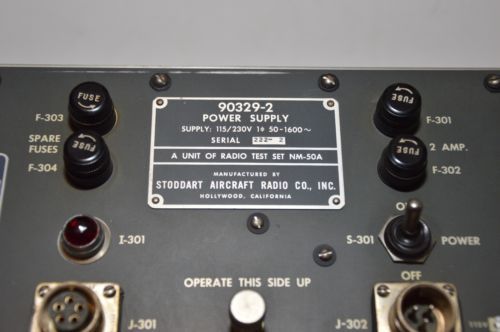 FUSE
F-303
SPARE
FUSES
F-304
90329-2
POWER SUPPLY
SUPPLY: 115/230V 1Φ 50-1600~
SERIAL 222- 2
A UNIT OF RADIO TEST SET NM-50A
MANUFACTURED BY
STODDART AIRCRAFT RADIO CO., INC.
HOLLYWOOD, CALIFORNIA
FUSE
F-301
FUSE
2 AMP.
F-302
I-301
S-301
POWER
OFF
OPERATE THIS SIDE UP
J-301
J-302